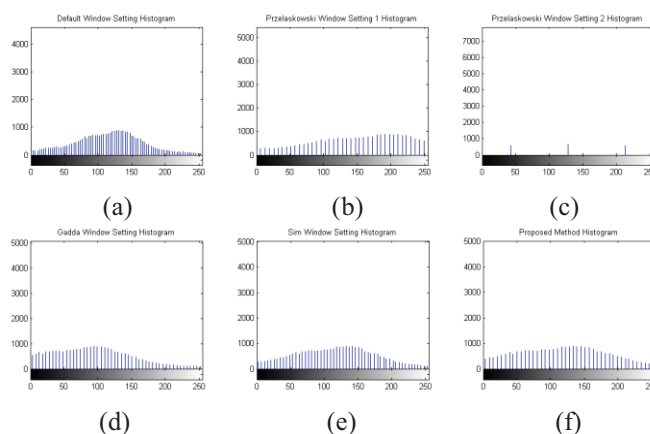 Default Window Setting Histogram
4000
3000
2000
1000
0
0 50 100 150 200 250
(a)
Przelaskowski Window Setting 1 Histogram
5000
4000
3000
2000
1000
0
0 50 100 150 200 250
(b)
Przelaskowski Window Setting 2 Histogram
7000
6000
5000
4000
3000
2000
1000
0
0 50 100 150 200 250
(c)
Gadda Window Setting Histogram
5000
4000
3000
2000
1000
0
0 50 100 150 200 250
(d)
Sim Window Setting Histogram
5000
4000
3000
2000
1000
0
0 50 100 150 200 250
(e)
Proposed Method Histogram
5000
4000
3000
2000
1000
0
0 50 100 150 200 250
(f)